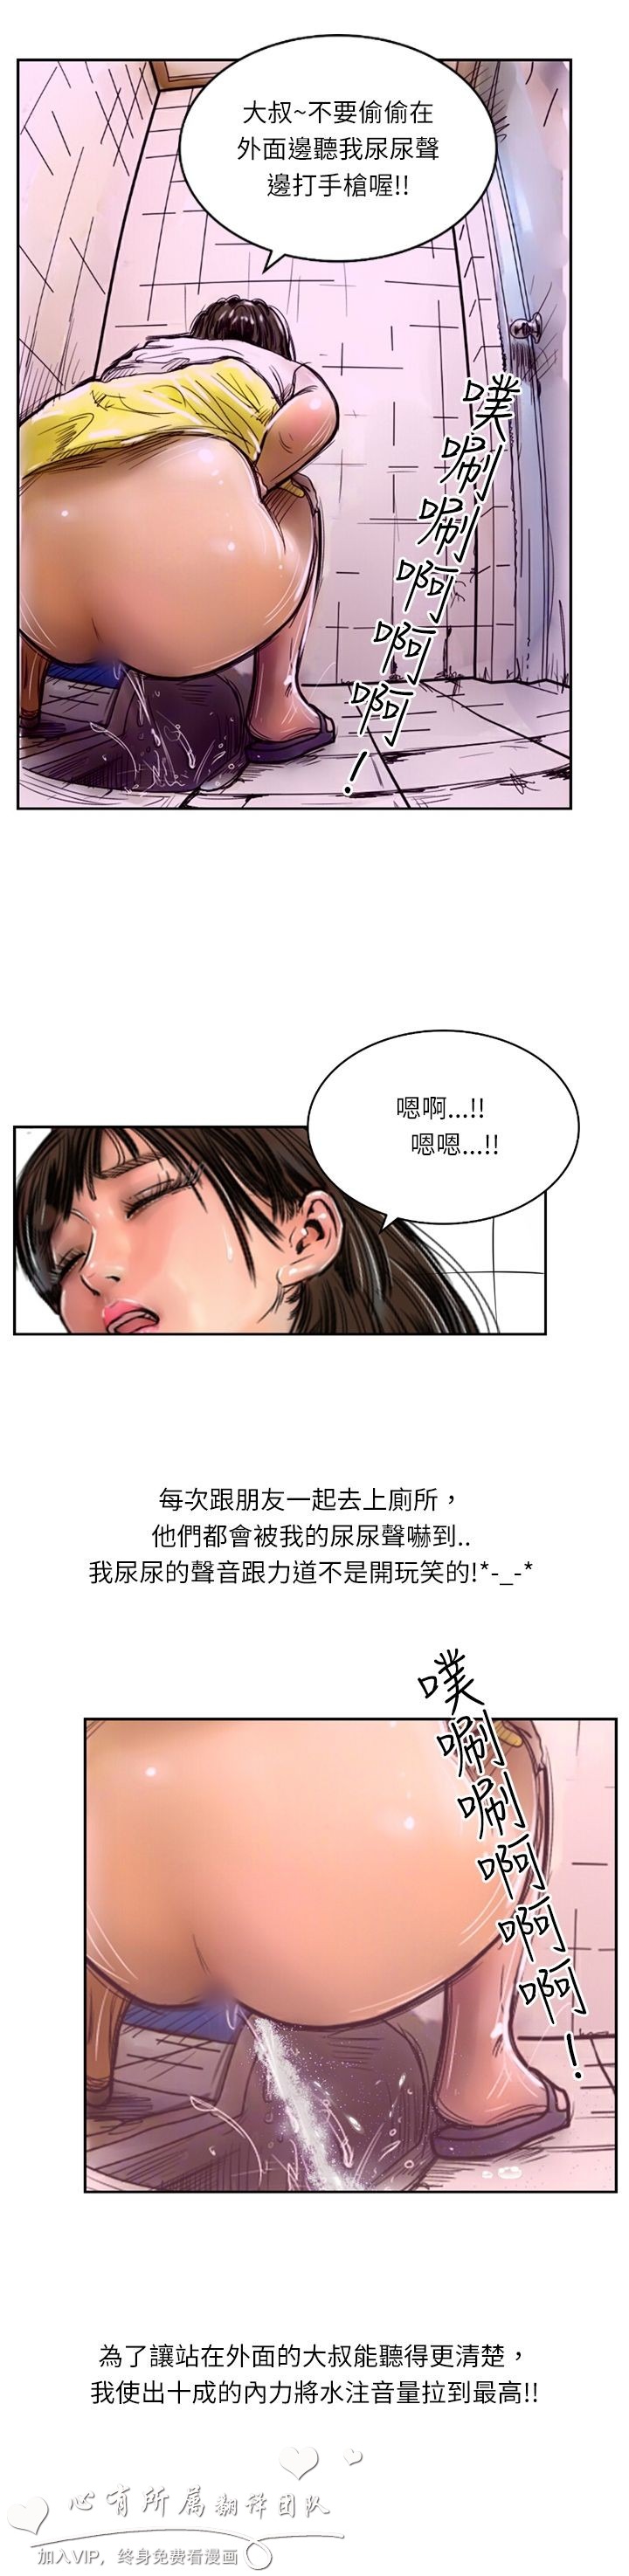 大叔~不要偷偷在
外面邊聽我尿尿聲
邊打手槍喔!!
噗唰唰啊啊啊!
嗯啊...!!
嗯嗯...!!
每次跟朋友一起去上廁所，
他們都會被我的尿尿聲嚇到..
我尿尿的聲音跟力道不是開玩笑的!*-_-*
噗唰唰啊啊啊!
為了讓站在外面的大叔能聽得更清楚，
我使出十成的內力將水注音量拉到最高!!
心有所属翻译团队
加入VIP，终身免费看漫画